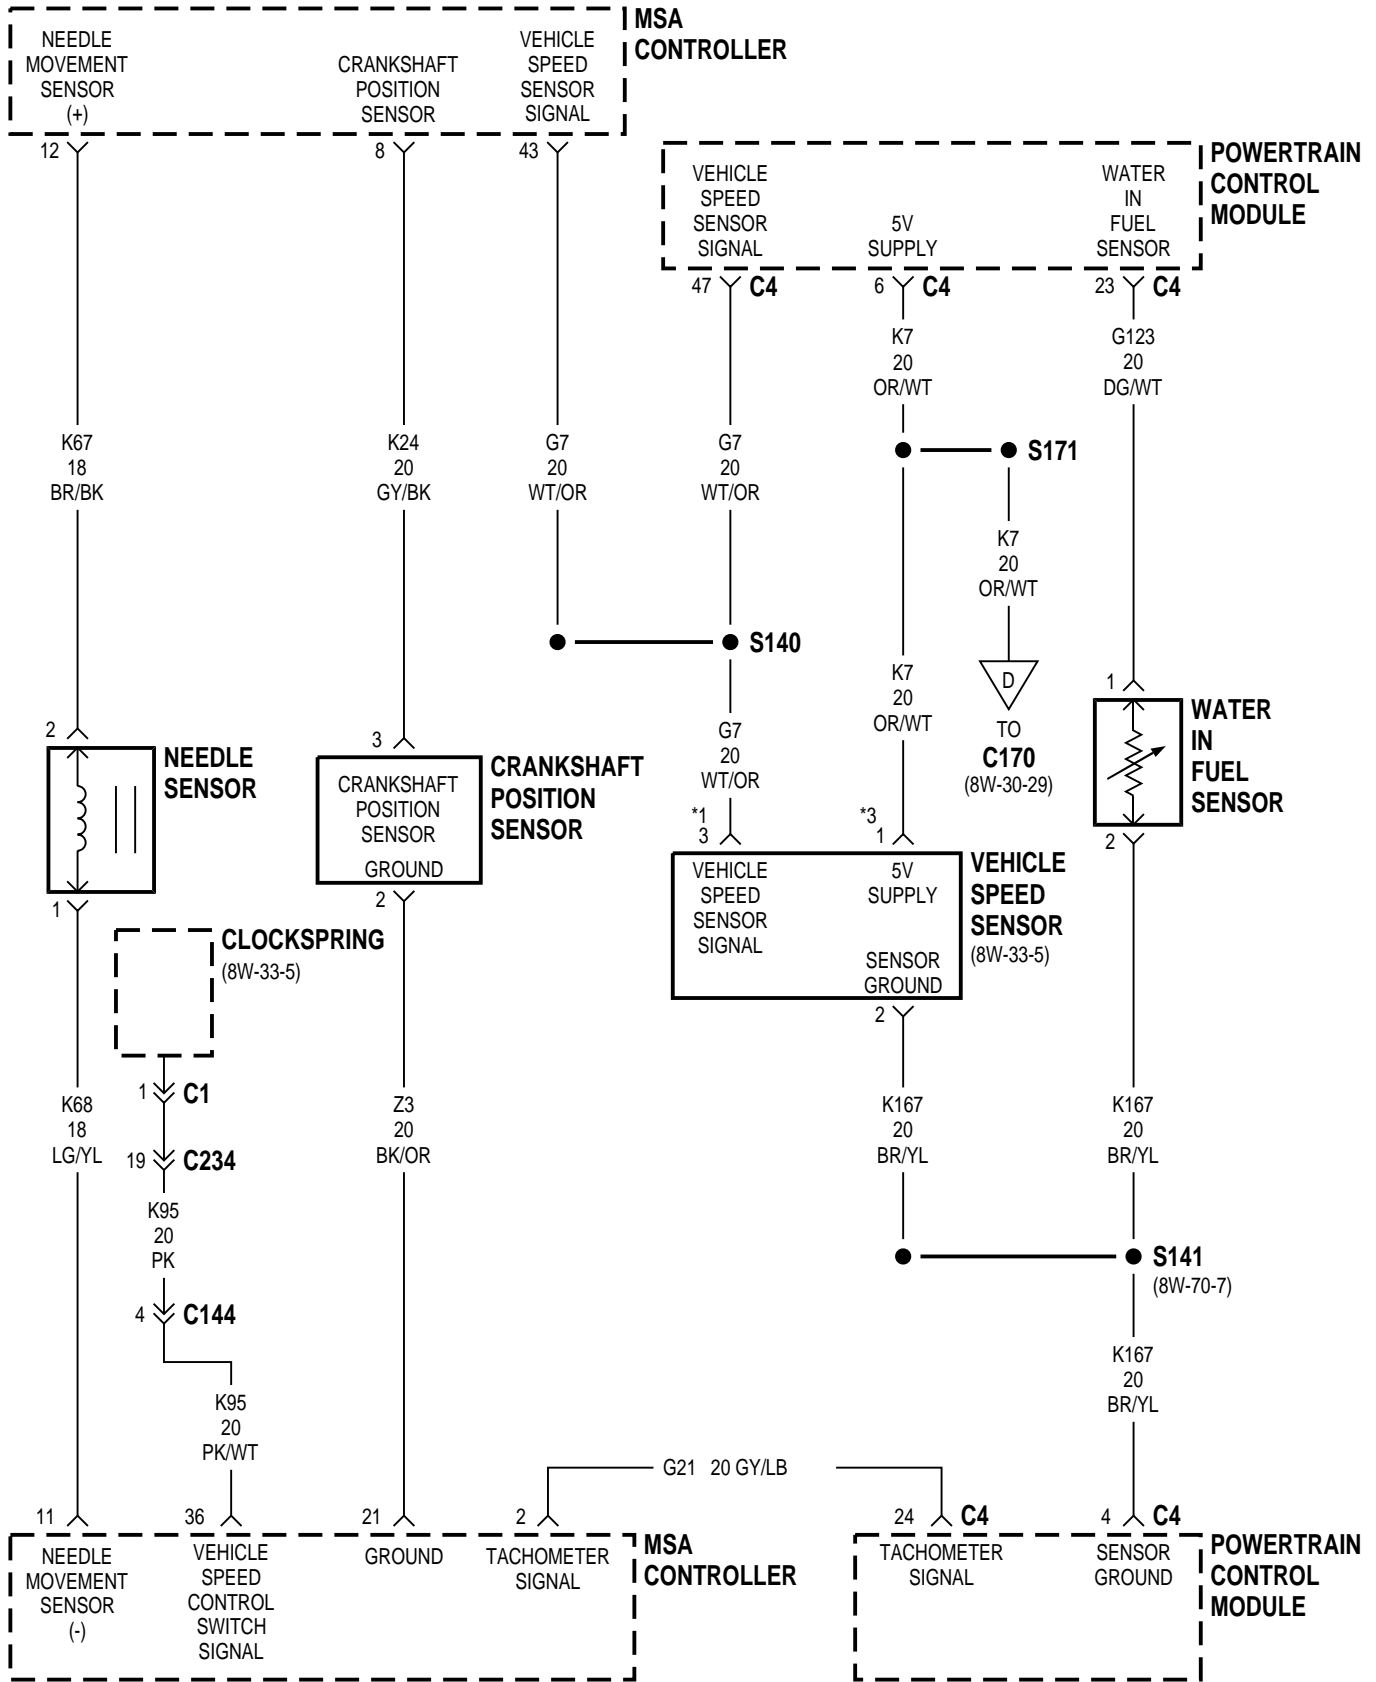 MSA
CONTROLLER
NEEDLE
MOVEMENT
SENSOR
(+)
CRANKSHAFT
POSITION
SENSOR
VEHICLE
SPEED
SENSOR
SIGNAL
12
8
43
POWERTRAIN
CONTROL
MODULE
VEHICLE
SPEED
SENSOR
SIGNAL
5V
SUPPLY
WATER
IN
FUEL
SENSOR
47 C4
6 C4
23 C4
K7
20
OR/WT
G123
20
DG/WT
K67
18
BR/BK
K24
20
GY/BK
G7
20
WT/OR
G7
20
WT/OR
S171
K7
20
OR/WT
S140
K7
20
OR/WT
D
TO
C170
(8W-30-29)
1
WATER
IN
FUEL
SENSOR
2
G7
20
WT/OR
2
NEEDLE
SENSOR
1
3
CRANKSHAFT
POSITION
SENSOR
GROUND
CRANKSHAFT
POSITION
SENSOR
2
*1
3
*3
1
VEHICLE
SPEED
SENSOR
SIGNAL
5V
SUPPLY
SENSOR
GROUND
VEHICLE
SPEED
SENSOR
(8W-33-5)
2
CLOCKSPRING
(8W-33-5)
1 C1
K68
18
LG/YL
19 C234
K95
20
PK
4 C144
K95
20
PK/WT
Z3
20
BK/OR
K167
20
BR/YL
K167
20
BR/YL
S141
(8W-70-7)
K167
20
BR/YL
G21 20 GY/LB
11
36
21
2
24 C4
4 C4
NEEDLE
MOVEMENT
SENSOR
(-)
VEHICLE
SPEED
CONTROL
SWITCH
SIGNAL
GROUND
TACHOMETER
SIGNAL
MSA
CONTROLLER
TACHOMETER
SIGNAL
SENSOR
GROUND
POWERTRAIN
CONTROL
MODULE